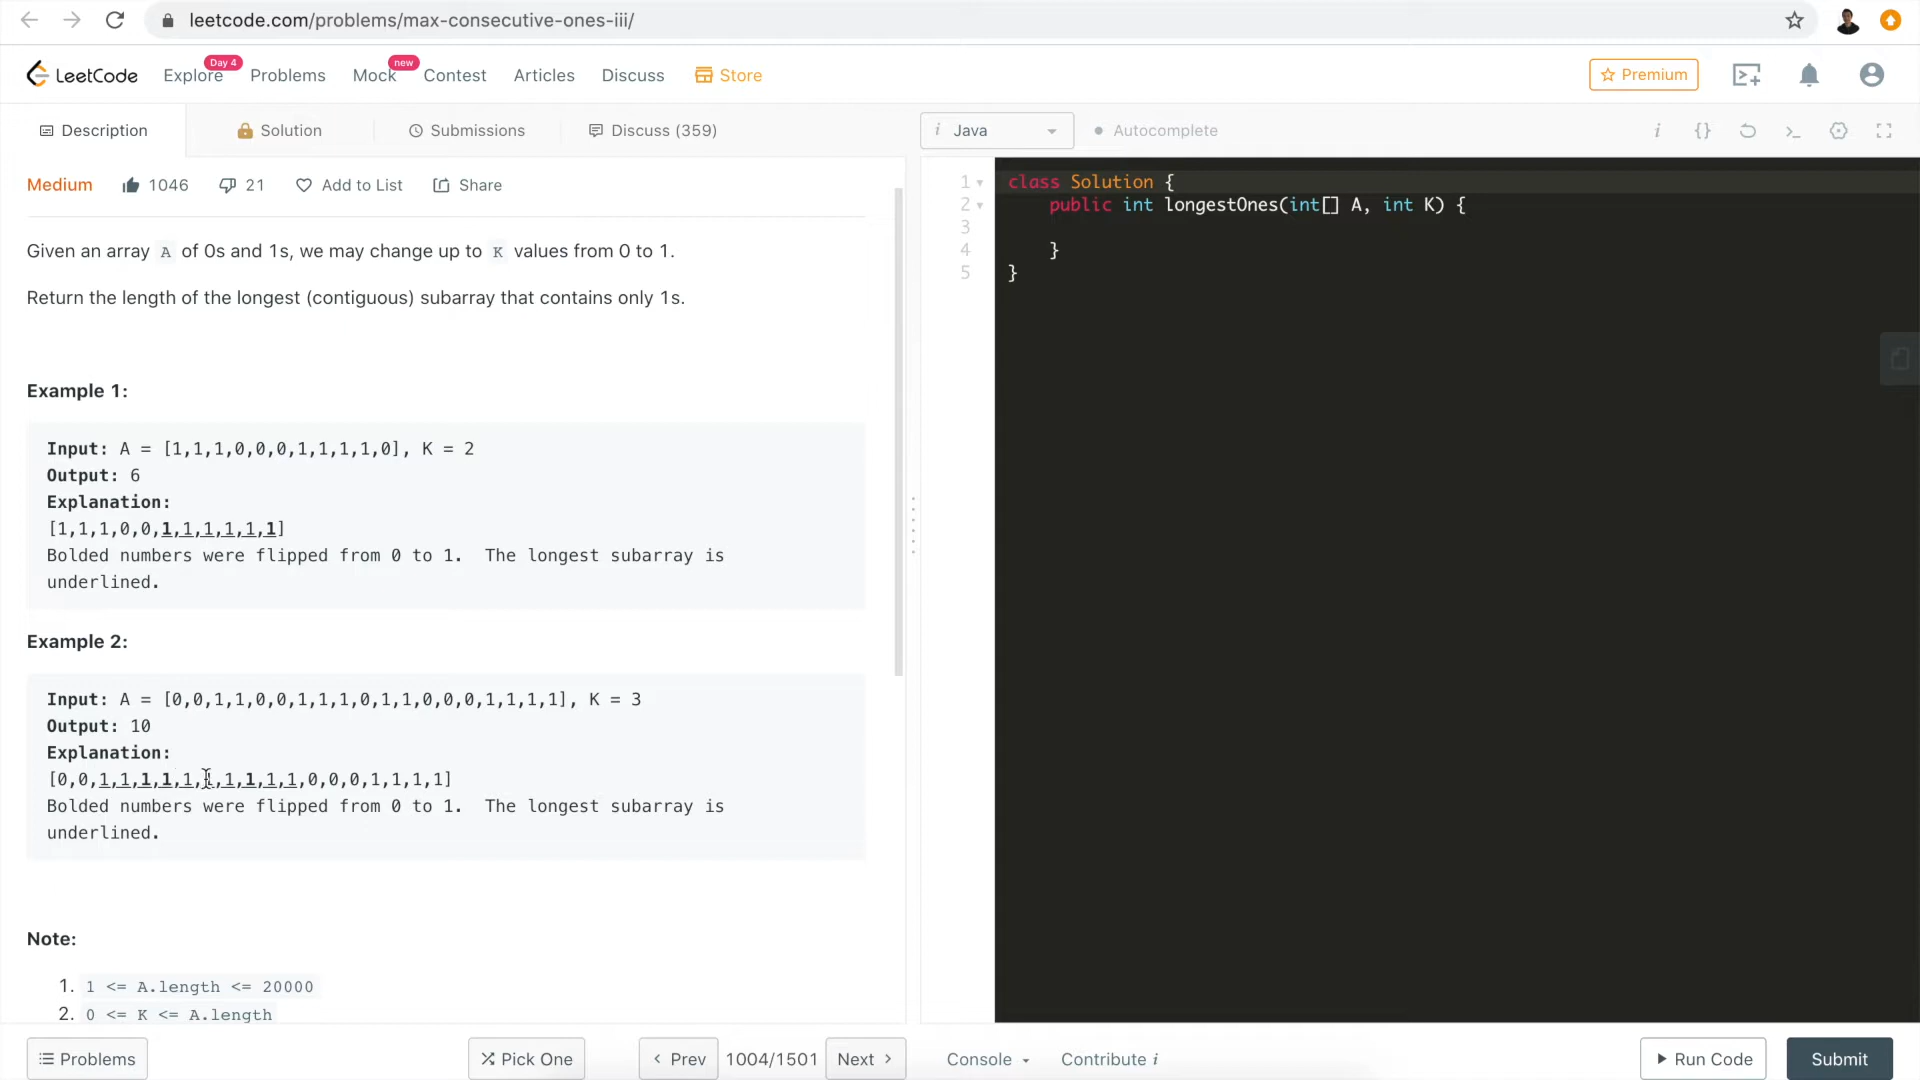 leetcode.com/problems/max-consecutive-ones-iii/
LeetCode Explore Day 4 Problems Mock new Contest Articles Discuss Store Premium
Description Solution Submissions Discuss (359)
Medium 1046 21 Add to List Share
Given an array A of 0s and 1s, we may change up to K values from 0 to 1.
Return the length of the longest (contiguous) subarray that contains only 1s.
Example 1:
Input: A = [1,1,1,0,0,0,1,1,1,1,0], K = 2
Output: 6
Explanation:
[1,1,1,0,0,1,1,1,1,1,1]
Bolded numbers were flipped from 0 to 1.  The longest subarray is
underlined.
Example 2:
Input: A = [0,0,1,1,0,0,1,1,1,0,1,1,0,0,0,1,1,1,1], K = 3
Output: 10
Explanation:
[0,0,1,1,1,1,1,1,1,1,1,1,0,0,0,1,1,1,1]
Bolded numbers were flipped from 0 to 1.  The longest subarray is
underlined.
Note:
1. 1 <= A.length <= 20000
2. 0 <= K <= A.length
Java Autocomplete i {}
1 class Solution {
2 public int longestOnes(int[] A, int K) {
3
4 }
5 }
Problems Pick One Prev 1004/1501 Next Console Contribute i Run Code Submit